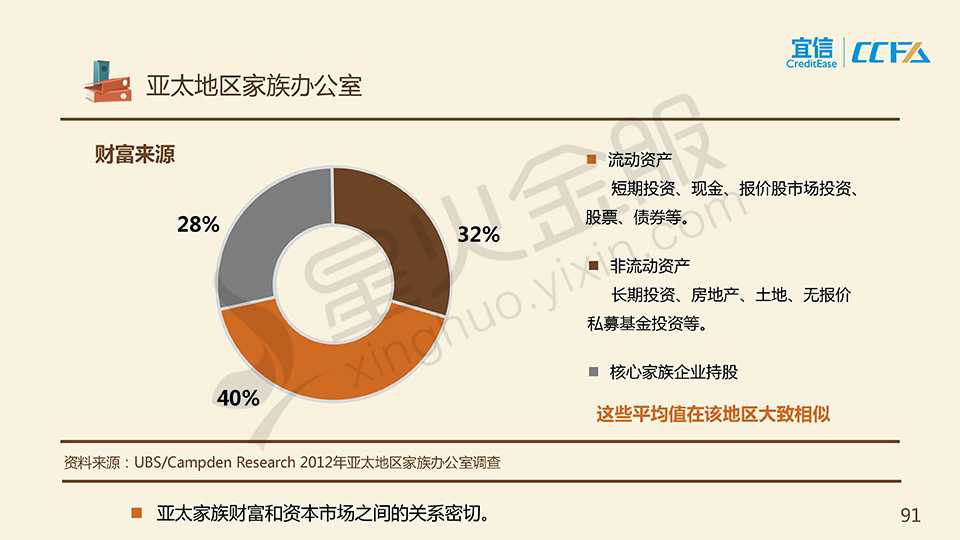 宜信
CreditEase
CCFA
亚太地区家族办公室
财富来源
28%
32%
40%
流动资产
短期投资、现金、报价股市场投资、
股票、债券等。
非流动资产
长期投资、房地产、土地、无报价
私募基金投资等。
核心家族企业持股
这些平均值在该地区大致相似
星火金服
xinghuo.yixin.com
资料来源：UBS/Campden Research 2012年亚太地区家族办公室调查
亚太家族财富和资本市场之间的关系密切。
91